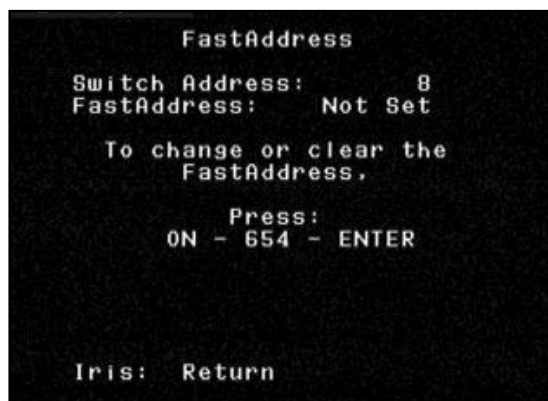 FastAddress
Switch Address: 8
FastAddress: Not Set
To change or clear the
FastAddress,
Press:
ON - 654 - ENTER
Iris: Return